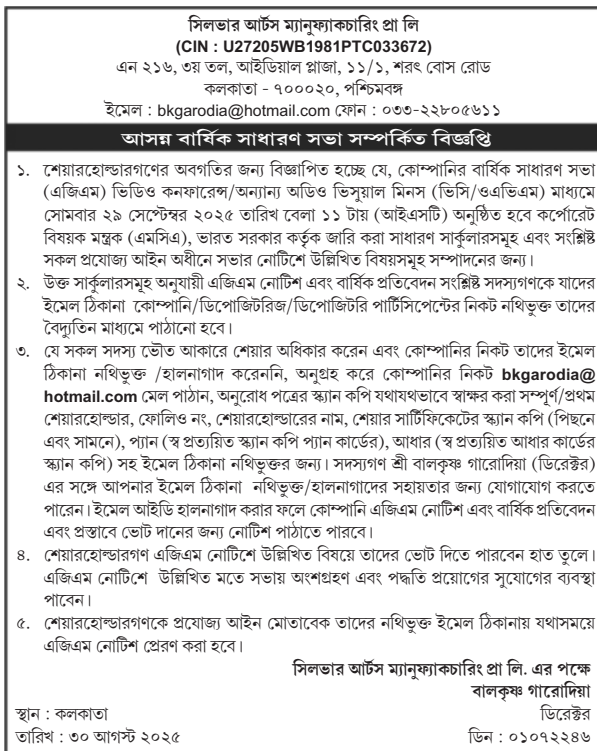 সিলভার আর্টস ম্যানুফ্যাকচারিং প্রা লি
(CIN : U27205WB1981PTC033672)
এন ২১৬, ৩য় তল, আইডিয়াল প্লাজা, ১১/১, শরৎ বোস রোড
কলকাতা - ৭০০০২০, পশ্চিমবঙ্গ
ইমেল : bkgarodia@hotmail.com ফোন : ০৩৩-২২৮০৫৬১১
আসন্ন বার্ষিক সাধারণ সভা সম্পর্কিত বিজ্ঞপ্তি
১. শেয়ারহোল্ডারগণের অবগতির জন্য বিজ্ঞাপিত হচ্ছে যে, কোম্পানির বার্ষিক সাধারণ সভা
(এজিএম) ভিডিও কনফারেন্স/অন্যান্য অডিও ভিসুয়াল মিনস (ভিসি/ওএভিএম) মাধ্যমে
সোমবার ২৯ সেপ্টেম্বর ২০২৫ তারিখ বেলা ১১ টায় (আইএসটি) অনুষ্ঠিত হবে কর্পোরেট
বিষয়ক মন্ত্রক (এমসিএ), ভারত সরকার কর্তৃক জারি করা সাধারণ সার্কুলারসমূহ এবং সংশ্লিষ্ট
সকল প্রযোজ্য আইন অধীনে সভার নোটিশে উল্লিখিত বিষয়সমূহ সম্পাদনের জন্য।
২. উক্ত সার্কুলারসমূহ অনুযায়ী এজিএম নোটিশ এবং বার্ষিক প্রতিবেদন সংশ্লিষ্ট সদস্যগণকে যাদের
ইমেল ঠিকানা কোম্পানি/ডিপোজিটরিজ/ডিপোজিটরি পার্টিসিপেন্টের নিকট নথিভুক্ত তাদের
বৈদ্যুতিন মাধ্যমে পাঠানো হবে।
৩. যে সকল সদস্য ভৌত আকারে শেয়ার অধিকার করেন এবং কোম্পানির নিকট তাদের ইমেল
ঠিকানা নথিভুক্ত /হালনাগাদ করেননি, অনুগ্রহ করে কোম্পানির নিকট bkgarodia@
hotmail.com মেল পাঠান, অনুরোধ পত্রের স্ক্যান কপি যথাযথভাবে স্বাক্ষর করা সম্পূর্ণ/প্রথম
শেয়ারহোল্ডার, ফোলিও নং, শেয়ারহোল্ডারের নাম, শেয়ার সার্টিফিকেটের স্ক্যান কপি (পিছনে
এবং সামনে), প্যান (স্ব প্রত্যয়িত স্ক্যান কপি প্যান কার্ডের), আধার (স্ব প্রত্যয়িত আধার কার্ডের
স্ক্যান কপি) সহ ইমেল ঠিকানা নথিভুক্তর জন্য। সদস্যগণ শ্রী বালকৃষ্ণ গারোদিয়া (ডিরেক্টর)
এর সঙ্গে আপনার ইমেল ঠিকানা নথিভুক্ত/হালনাগাদের সহায়তার জন্য যোগাযোগ করতে
পারেন। ইমেল আইডি হালনাগাদ করার ফলে কোম্পানি এজিএম নোটিশ এবং বার্ষিক প্রতিবেদন
এবং প্রস্তাবে ভোট দানের জন্য নোটিশ পাঠাতে পারবে।
৪. শেয়ারহোল্ডারগণ এজিএম নোটিশে উল্লিখিত বিষয়ে তাদের ভোট দিতে পারবেন হাত তুলে।
এজিএম নোটিশে উল্লিখিত মতে সভায় অংশগ্রহণ এবং পদ্ধতি প্রয়োগের সুযোগের ব্যবস্থা
পাবেন।
৫. শেয়ারহোল্ডারগণকে প্রযোজ্য আইন মোতাবেক তাদের নথিভুক্ত ইমেল ঠিকানায় যথাসময়ে
এজিএম নোটিশ প্রেরণ করা হবে।
সিলভার আর্টস ম্যানুফ্যাকচারিং প্রা লি. এর পক্ষে
বালকৃষ্ণ গারোদিয়া
স্থান : কলকাতা ডিরেক্টর
তারিখ : ৩০ আগস্ট ২০২৫ ডিন : ০১০৭২২৪৬